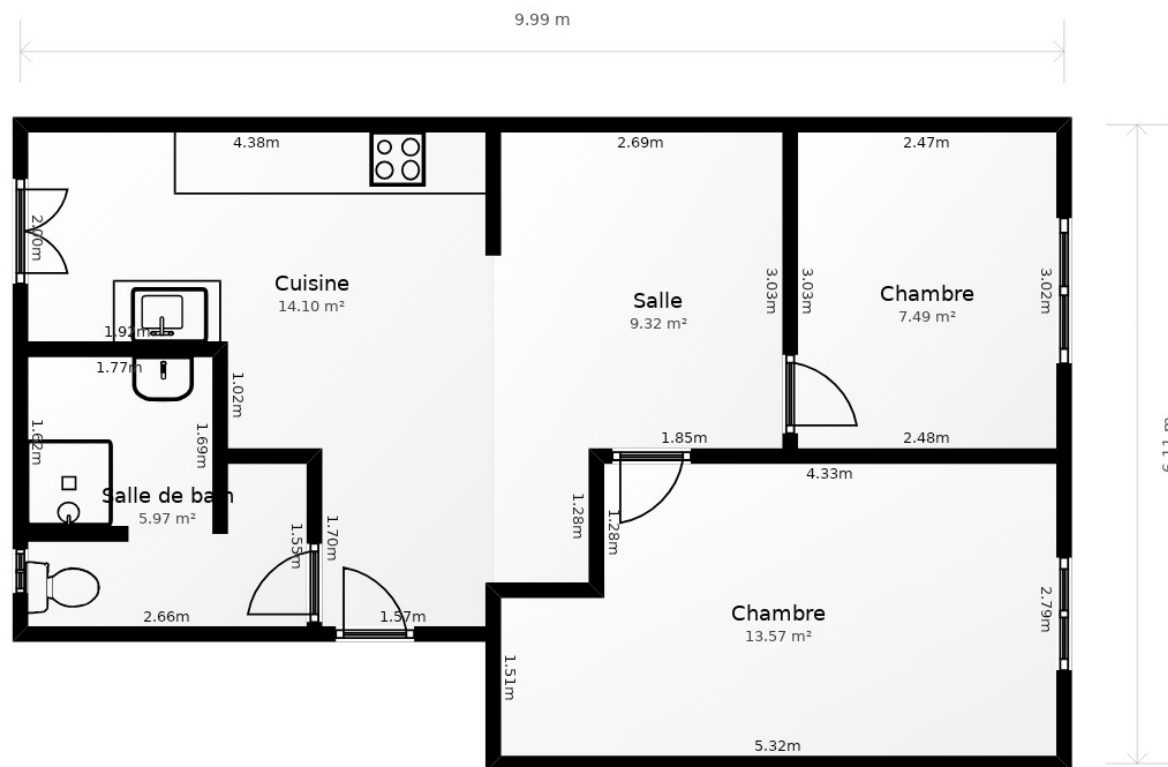 9.99 m
4.38m
2.69m
2.47m
2.00m
Cuisine
14.10 m²
Salle
9.32 m²
3.03m
3.03m
Chambre
7.49 m²
3.02m
1.92m
1.77m
1.02m
1.62m
1.69m
1.85m
2.48m
4.33m
6.11 m
Salle de bain
5.97 m²
1.55m
1.70m
1.28m
1.28m
2.66m
1.57m
Chambre
13.57 m²
2.79m
1.51m
5.32m